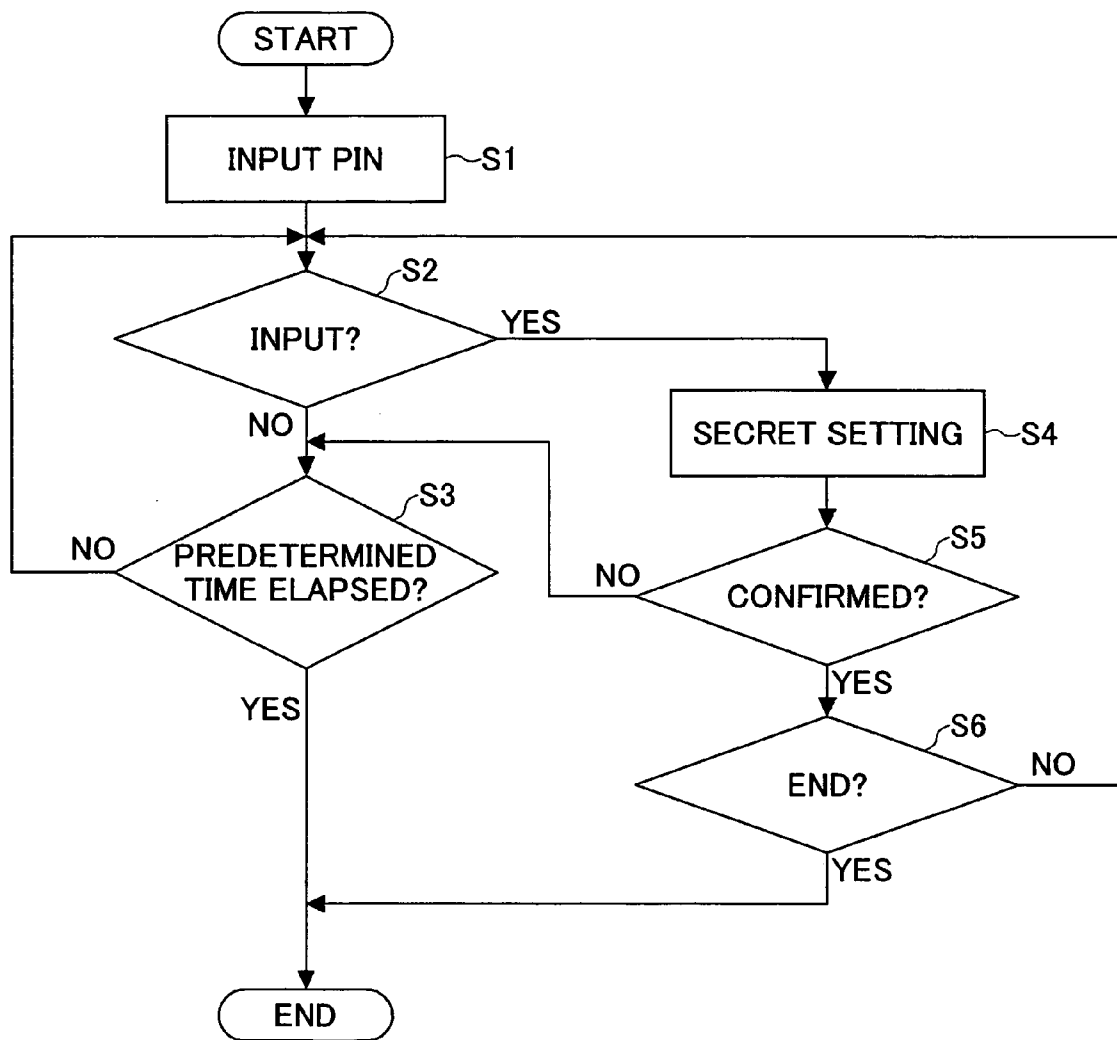 START
INPUT PIN
S1
S2
INPUT?
YES
NO
SECRET SETTING
S4
S3
PREDETERMINED
TIME ELAPSED?
NO
YES
S5
CONFIRMED?
NO
YES
S6
END?
NO
YES
END